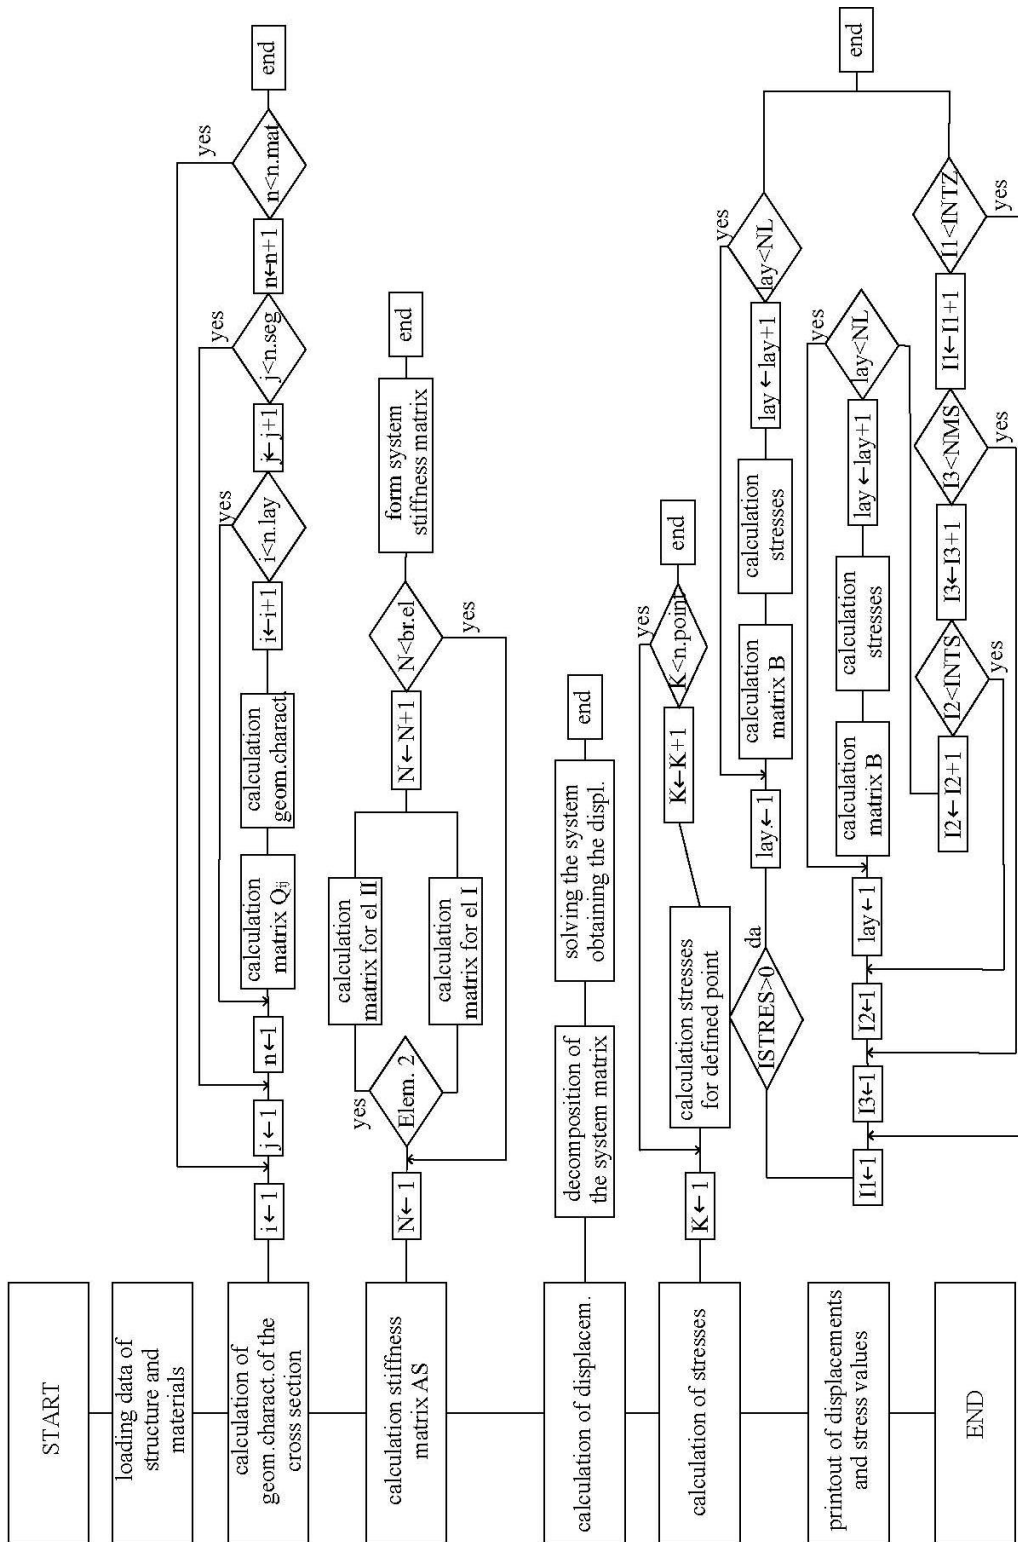 START
loading data of
structure and
materials
calculation of
geom.charact.of the
cross section
i←1
j←1
n←1
calculation
matrix Qij
calculation
geom.charact.
i←i+1
i<n.lay
yes
j←j+1
j<n.seg
yes
n←n+1
n<n.mat
yes
end
calculation stiffness
matrix AS
N←1
Elem. 2
yes
calculation
matrix for el II
calculation
matrix for el I
N←N+1
N<br.el
yes
form system
stiffness matrix
end
calculation of displacem.
decomposition of
the system matrix
solving the system
obtaining the displ.
end
calculation of stresses
K←1
calculation stresses
for defined point
K←K+1
K<n.point
yes
end
ISTRES>0
da
lay.←1
calculation
matrix B
calculation
stresses
lay←lay+1
lay<NL
yes
end
I1←1
I3←1
I2←1
lay←1
calculation
matrix B
calculation
stresses
lay←lay+1
lay<NL
yes
I2←I2+1
I2<INTS
yes
I3←I3+1
I3<NMS
yes
I1←I1+1
I1<INTZ
yes
printout of displacements
and stress values
END